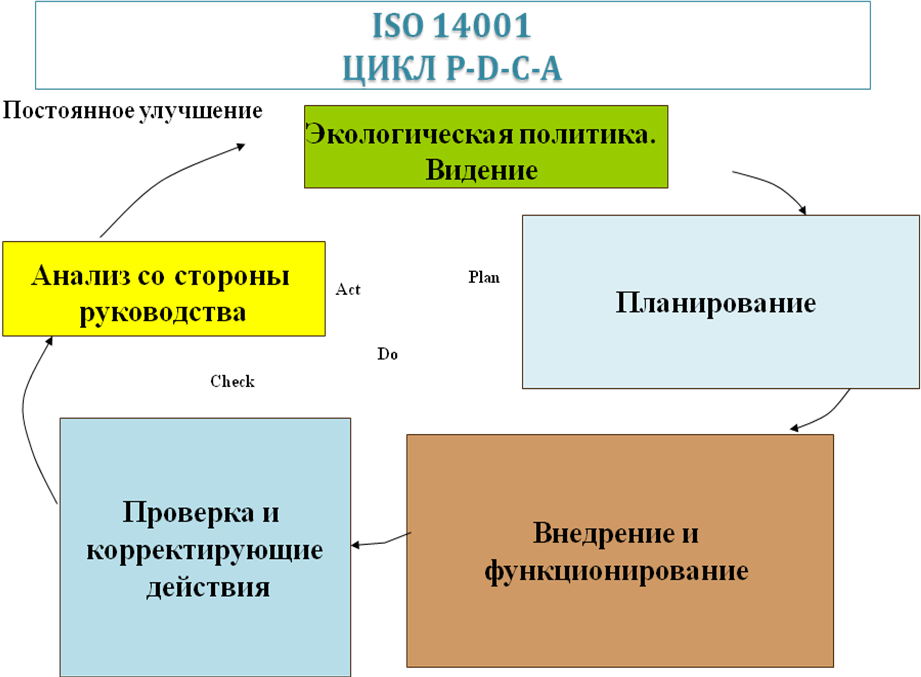 ISO 14001
ЦИКЛ P-D-C-A
Постоянное улучшение
Экологическая политика.
Видение
Анализ со стороны
руководства
Act
Plan
Планирование
Do
Check
Проверка и
корректирующие
действия
Внедрение и
функционирование